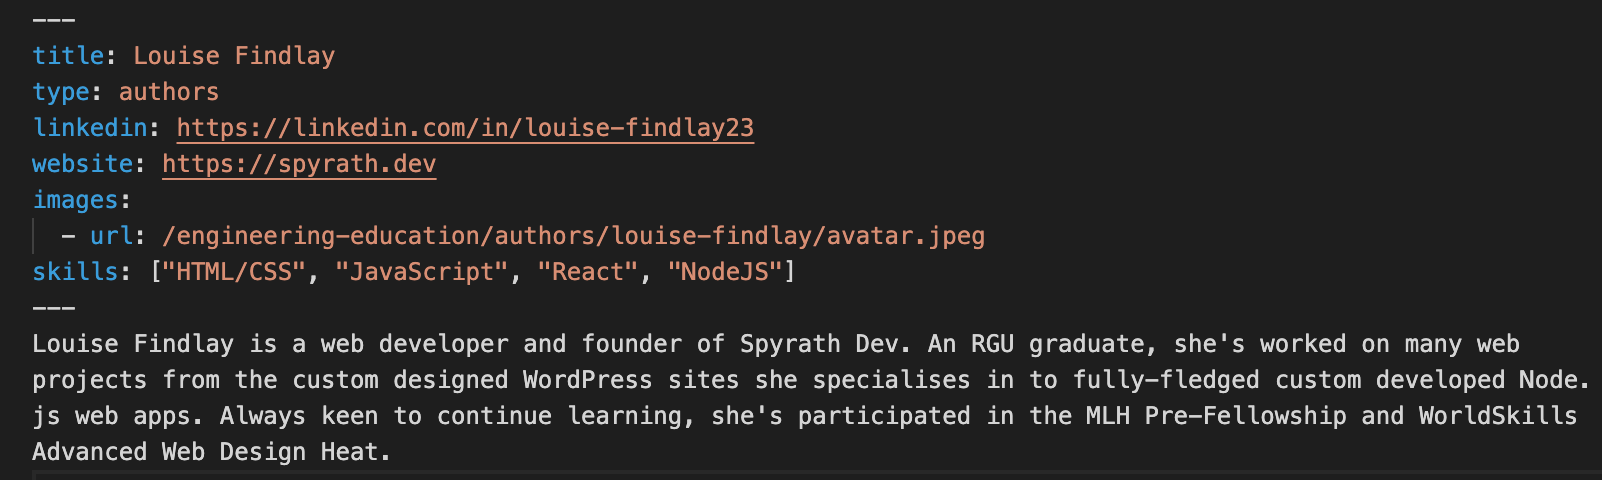 ---
title: Louise Findlay
type: authors
linkedin: https://linkedin.com/in/louise-findlay23
website: https://spyrath.dev
images:
  - url: /engineering-education/authors/louise-findlay/avatar.jpeg
skills: ["HTML/CSS", "JavaScript", "React", "NodeJS"]
---
Louise Findlay is a web developer and founder of Spyrath Dev. An RGU graduate, she's worked on many web
projects from the custom designed WordPress sites she specialises in to fully-fledged custom developed Node.
js web apps. Always keen to continue learning, she's participated in the MLH Pre-Fellowship and WorldSkills
Advanced Web Design Heat.